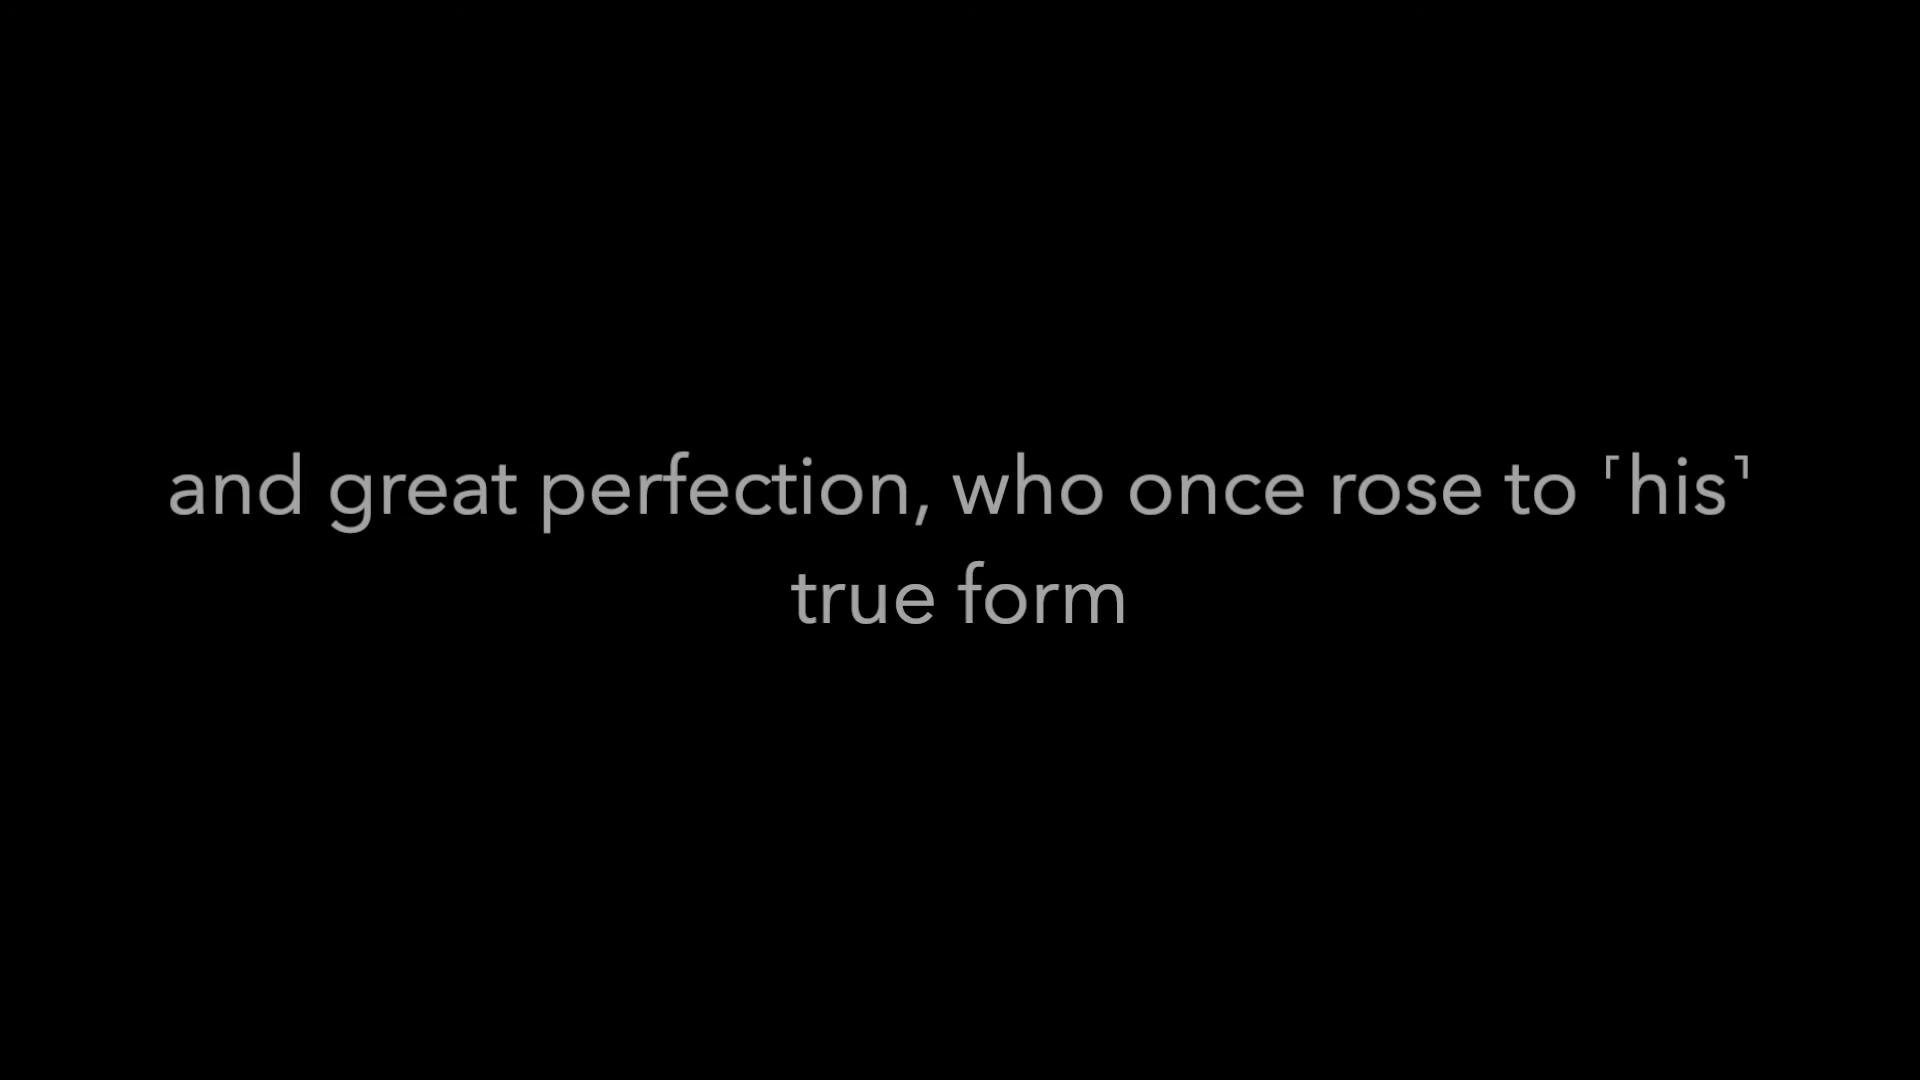 and great perfection, who once rose to ⸢his⸣
true form